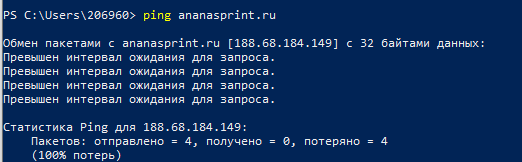 PS C:\Users\206960> ping ananasprint.ru
Обмен пакетами с ananasprint.ru [188.68.184.149] с 32 байтами данных:
Превышен интервал ожидания для запроса.
Превышен интервал ожидания для запроса.
Превышен интервал ожидания для запроса.
Превышен интервал ожидания для запроса.
Статистика Ping для 188.68.184.149:
Пакетов: отправлено = 4, получено = 0, потеряно = 4
(100% потерь)